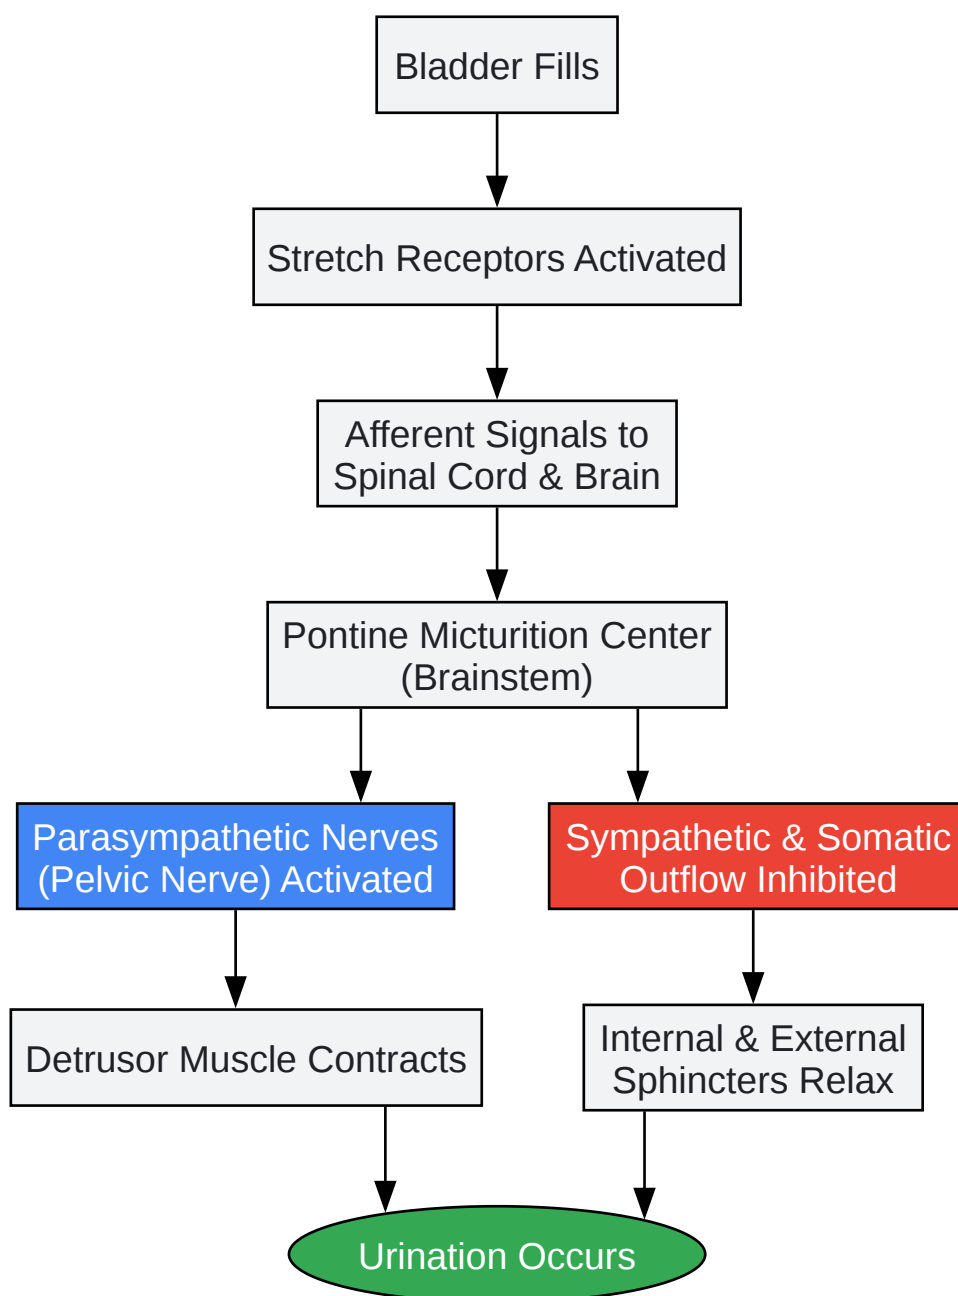 Bladder Fills
Stretch Receptors Activated
Afferent Signals to
Spinal Cord & Brain
Pontine Micturition Center
(Brainstem)
Parasympathetic Nerves
(Pelvic Nerve) Activated
Sympathetic & Somatic
Outflow Inhibited
Detrusor Muscle Contracts
Internal & External
Sphincters Relax
Urination Occurs